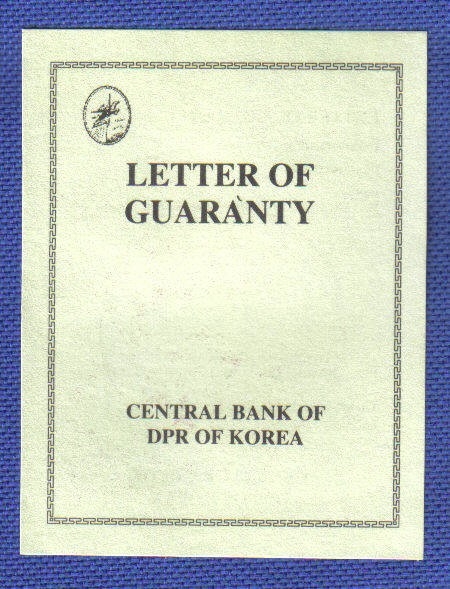 LETTER OF
GUARANTY
CENTRAL BANK OF
DPR OF KOREA